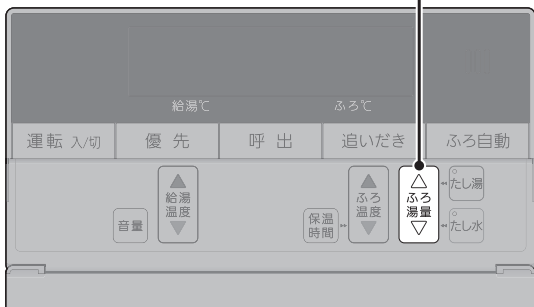 給湯℃ ふろ℃
運転 入/切 優先 呼出 追いだき ふろ自動
音量
給湯温度
保温時間
ふろ温度
ふろ湯量
たし湯
たし水